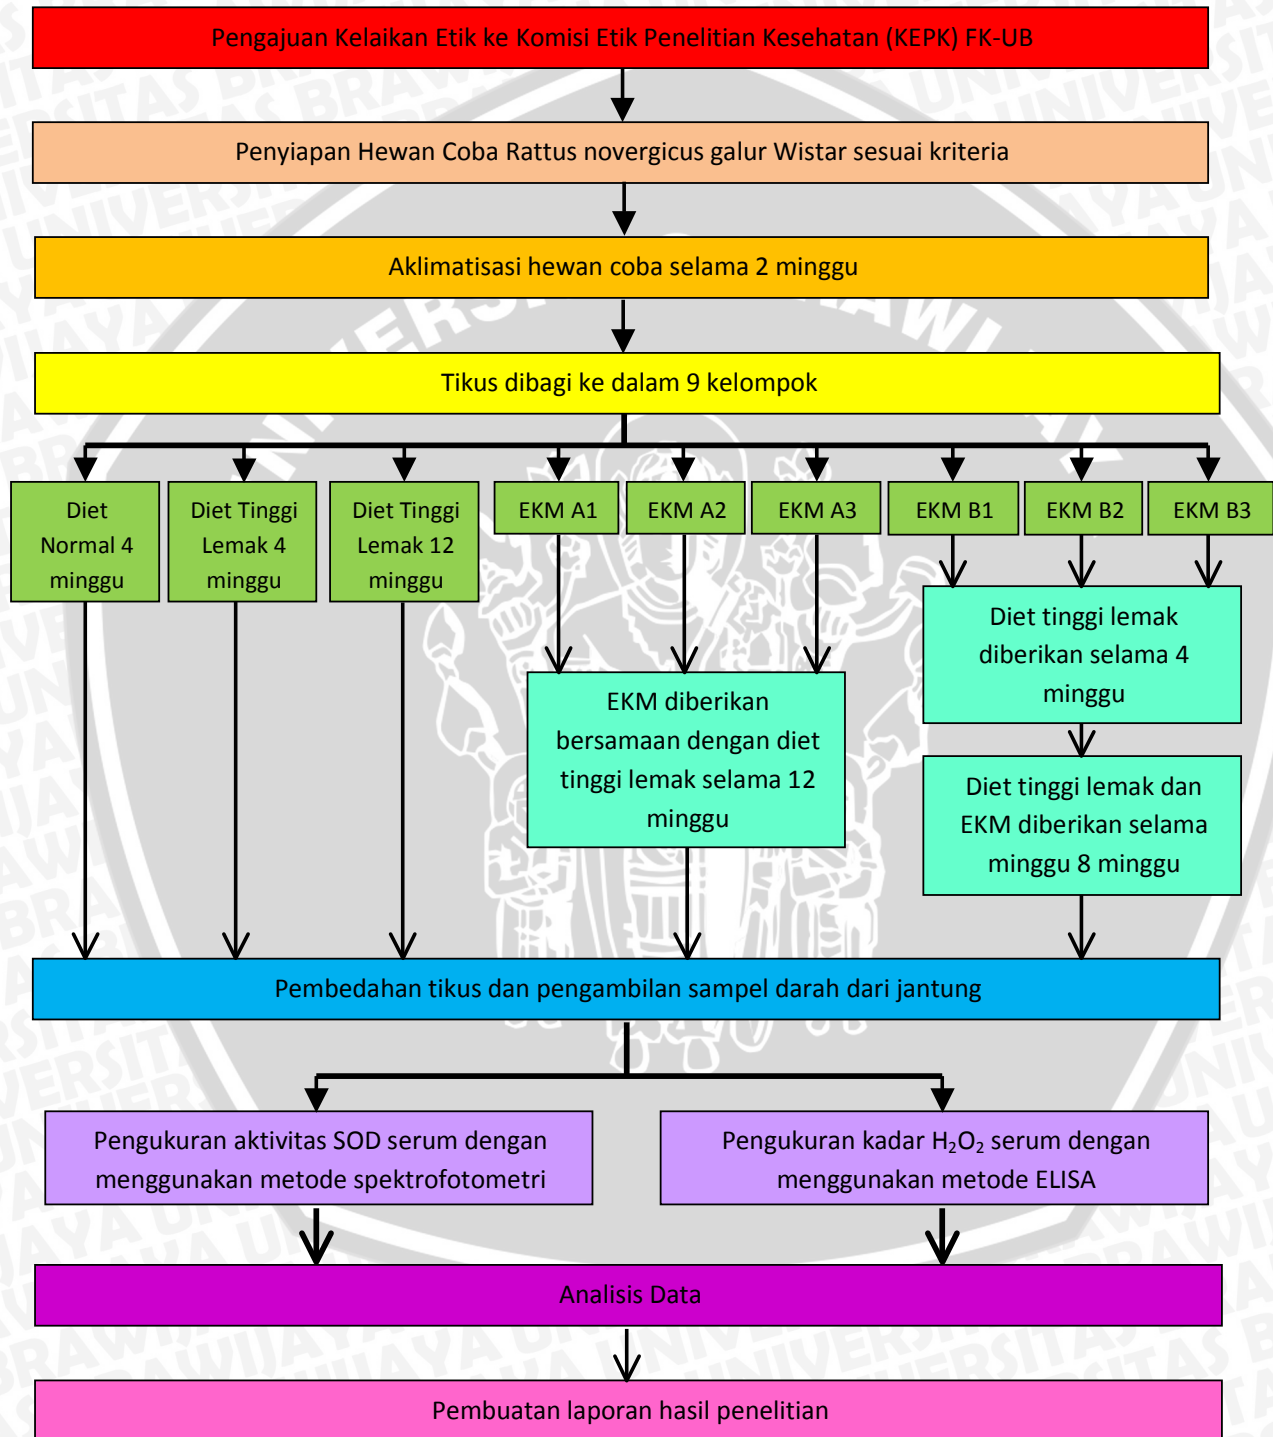 Pengajuan Kelaikan Etik ke Komisi Etik Penelitian Kesehatan (KEPK) FK-UB
Penyiapan Hewan Coba Rattus novergicus galur Wistar sesuai kriteria
Aklimatisasi hewan coba selama 2 minggu
Tikus dibagi ke dalam 9 kelompok
Diet
Normal 4
minggu
Diet Tinggi
Lemak 4
minggu
Diet Tinggi
Lemak 12
minggu
EKM A1
EKM A2
EKM A3
EKM B1
EKM B2
EKM B3
EKM diberikan
bersamaan dengan diet
tinggi lemak selama 12
minggu
Diet tinggi lemak
diberikan selama 4
minggu
Diet tinggi lemak dan
EKM diberikan selama
minggu 8 minggu
Pembedahan tikus dan pengambilan sampel darah dari jantung
Pengukuran aktivitas SOD serum dengan
menggunakan metode spektrofotometri
Pengukuran kadar H₂O₂ serum dengan
menggunakan metode ELISA
Analisis Data
Pembuatan laporan hasil penelitian